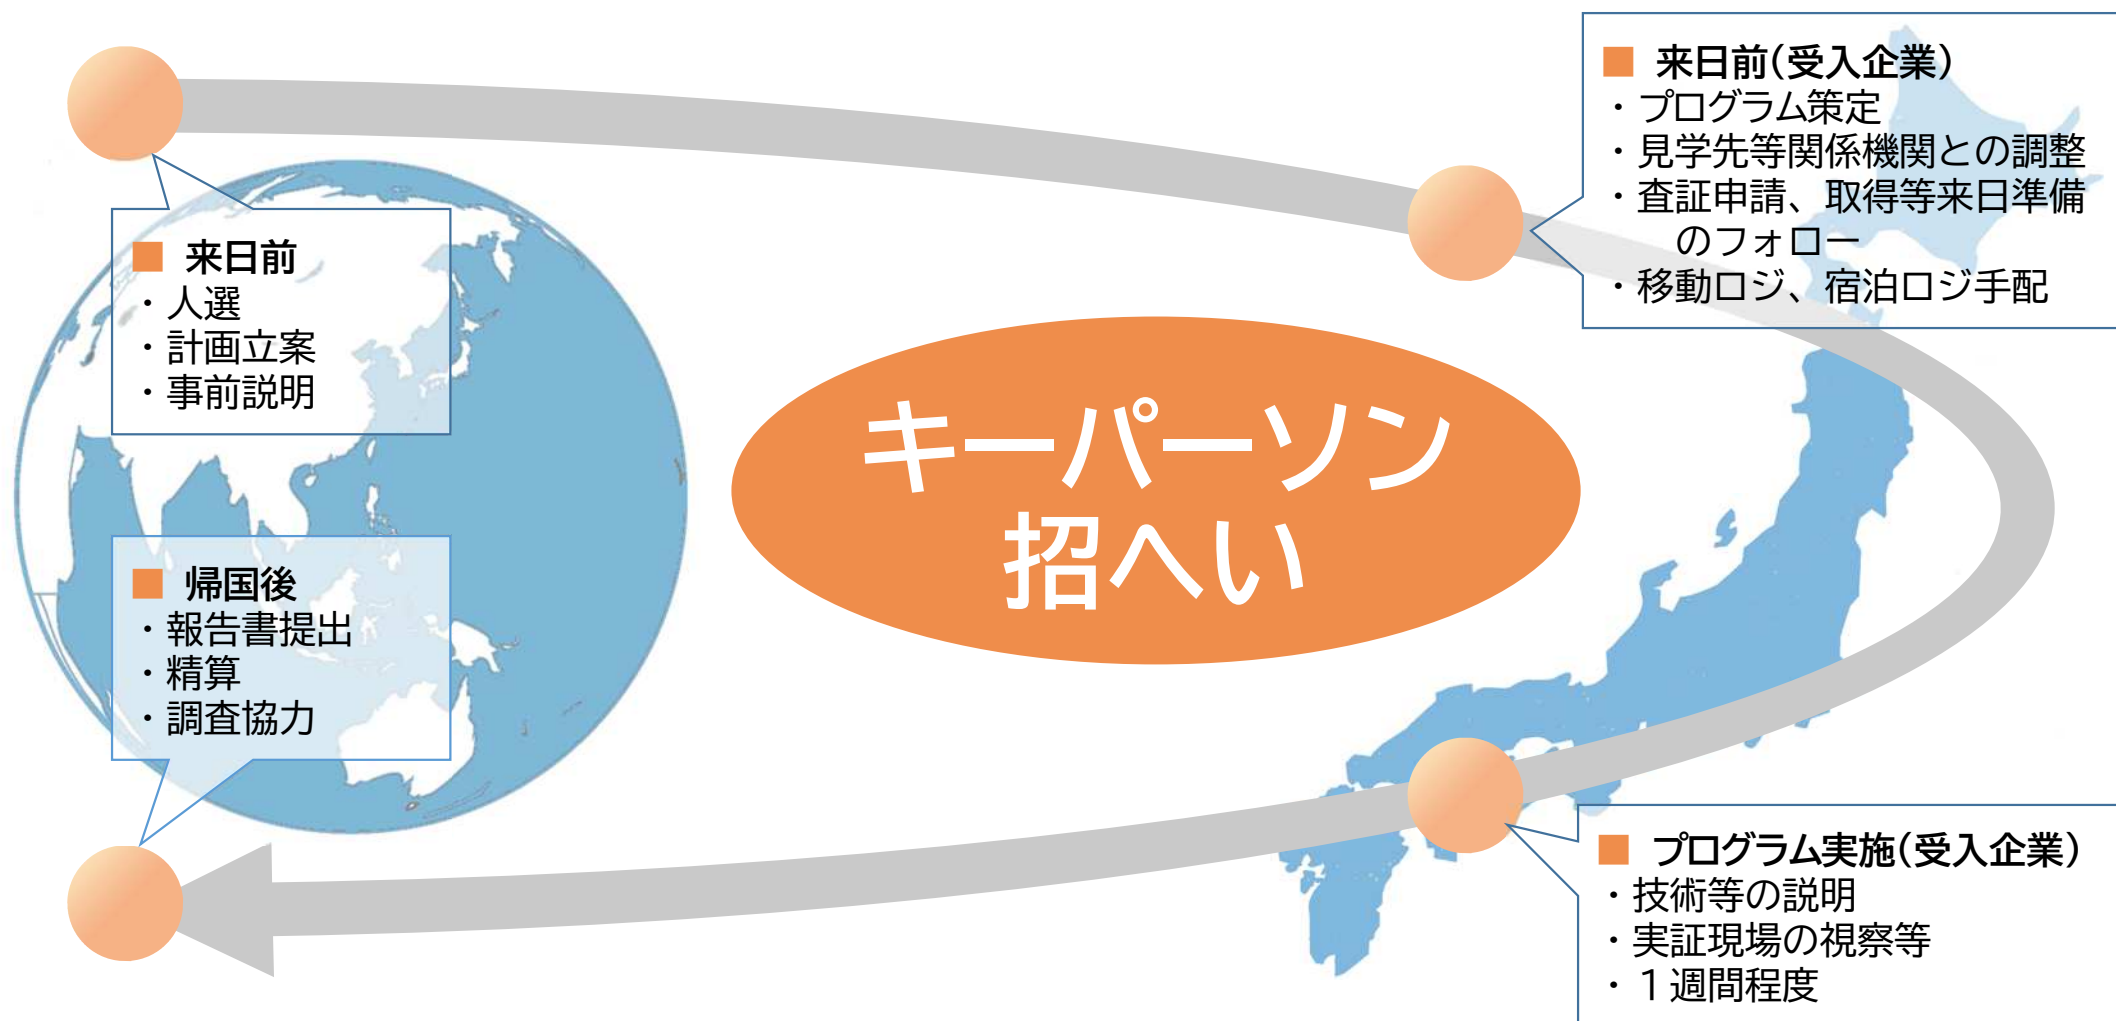 ■ 来日前
・人選
・計画立案
・事前説明
■ 来日前(受入企業)
・プログラム策定
・見学先等関係機関との調整
・査証申請、取得等来日準備
のフォロー
・移動ロジ、宿泊ロジ手配
キーパーソン
招へい
■ プログラム実施(受入企業)
・技術等の説明
・実証現場の視察等
・１週間程度
■ 帰国後
・報告書提出
・精算
・調査協力